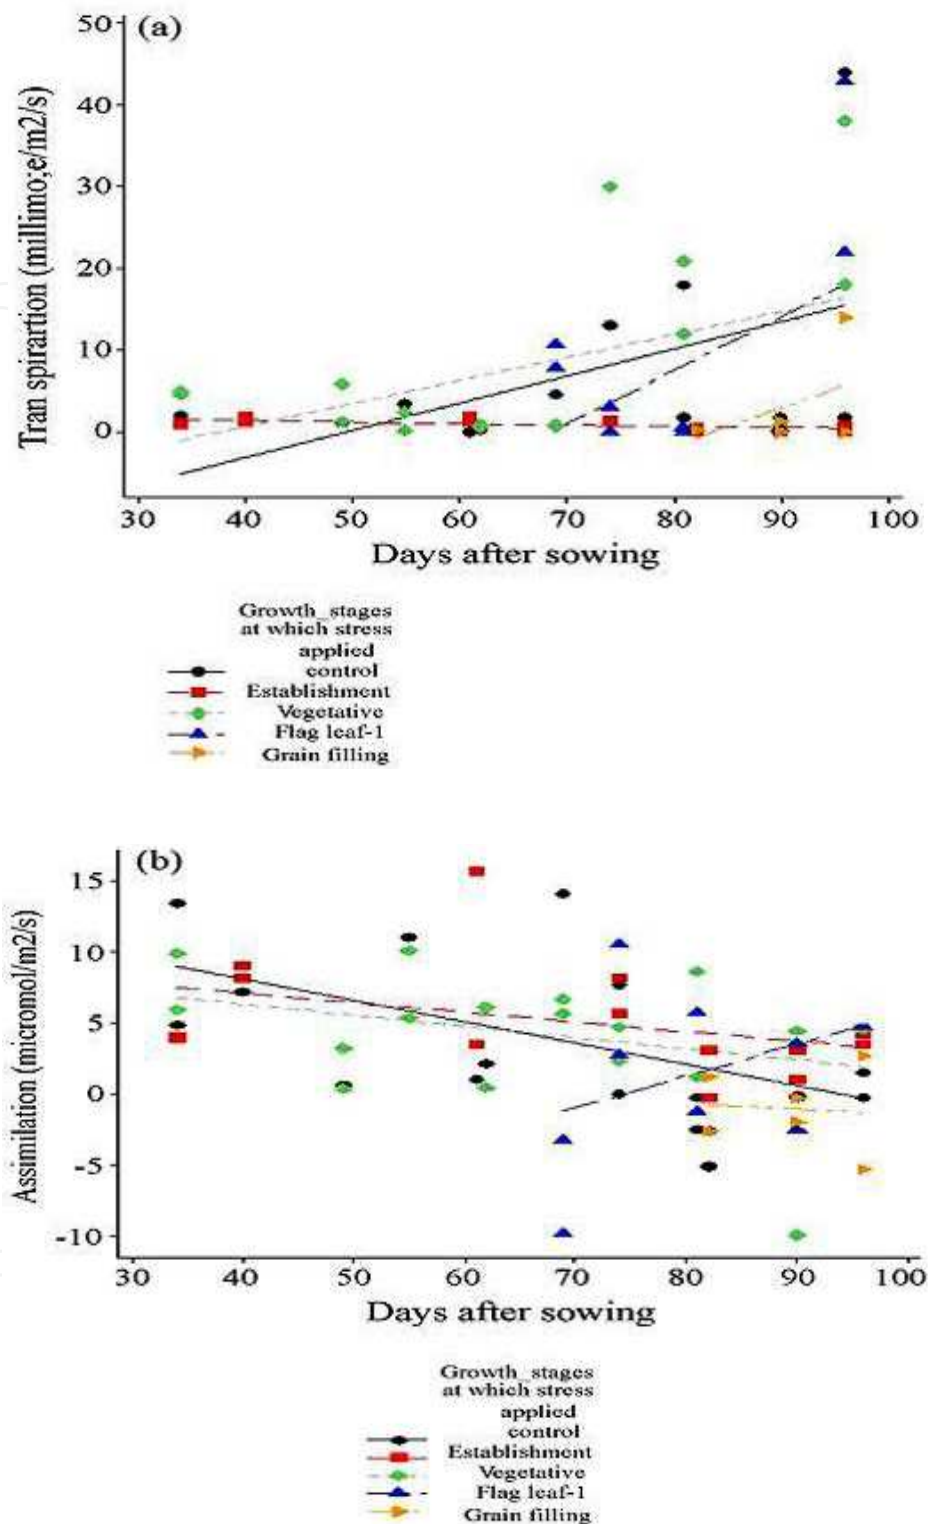 (a)
50
40
30
20
10
0
Tran spirartion (millimo;e/m2/s)
30 40 50 60 70 80 90 100
Days after sowing
Growth_stages
at which stress
applied
control
Establishment
Vegetative
Flag leaf-1
Grain filling
(b)
15
10
5
0
-5
-10
Assimilation (micromol/m2/s)
30 40 50 60 70 80 90 100
Days after sowing
Growth_stages
at which stress
applied
control
Establishment
Vegetative
Flag leaf-1
Grain filling